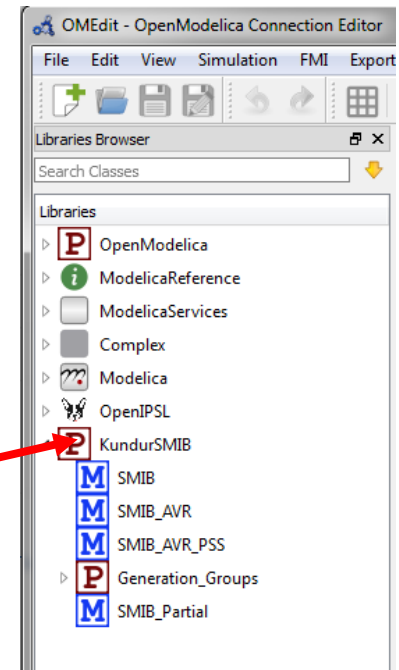 OMEdit - OpenModelica Connection Editor
File Edit View Simulation FMI Export
Libraries Browser
Search Classes
Libraries
P OpenModelica
i ModelicaReference
ModelicaServices
Complex
m Modelica
OpenIPSL
P KundurSMIB
M SMIB
M SMIB_AVR
M SMIB_AVR_PSS
P Generation_Groups
M SMIB_Partial